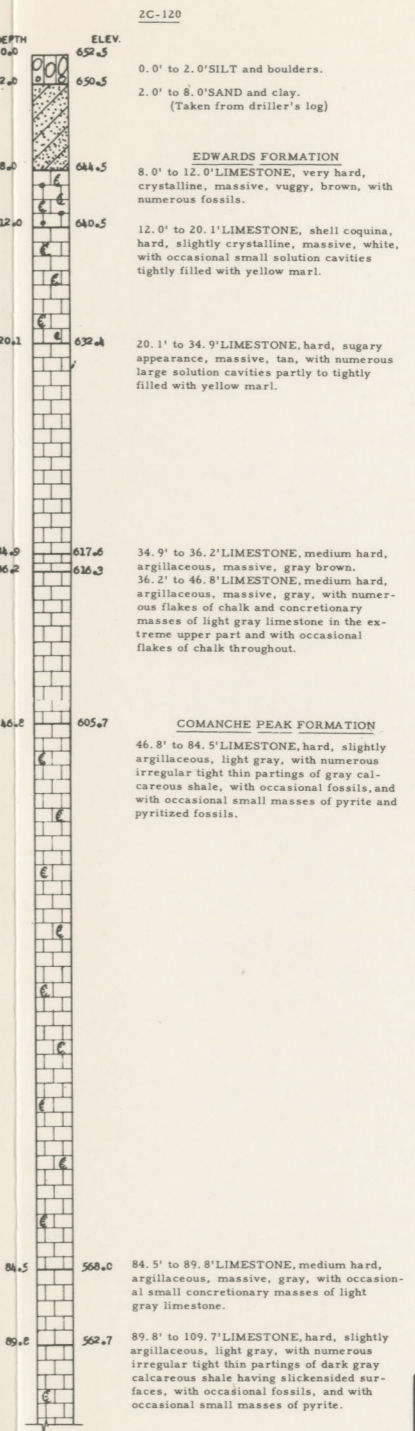 2C-120
DEPTH ELEV.
0.0 652.5
0.0' to 2.0'SILT and boulders.
2.0 650.5
2.0' to 8.0'SAND and clay.
(Taken from driller's log)
EDWARDS FORMATION
8.0 644.5
8.0' to 12.0'LIMESTONE, very hard,
crystalline, massive, vuggy, brown, with
numerous fossils.
12.0 640.5
12.0' to 20.1'LIMESTONE, shell coquina,
hard, slightly crystalline, massive, white,
with occasional small solution cavities
tightly filled with yellow marl.
20.1 632.4
20.1' to 34.9'LIMESTONE, hard, sugary
appearance, massive, tan, with numerous
large solution cavities partly to tightly
filled with yellow marl.
34.9 617.6
34.9' to 36.2'LIMESTONE, medium hard,
argillaceous, massive, gray brown.
36.2 616.3
36.2' to 46.8'LIMESTONE, medium hard,
argillaceous, massive, gray, with numer-
ous flakes of chalk and concretionary
masses of light gray limestone in the ex-
treme upper part and with occasional
flakes of chalk throughout.
46.8 605.7
COMANCHE PEAK FORMATION
46.8' to 84.5'LIMESTONE, hard, slightly
argillaceous, light gray, with numerous
irregular tight thin partings of gray cal-
careous shale, with occasional fossils, and
with occasional small masses of pyrite and
pyritized fossils.
84.5 568.0
84.5' to 89.8'LIMESTONE, medium hard,
argillaceous, massive, gray, with occasion-
al small concretionary masses of light
gray limestone.
89.8 562.7
89.8' to 109.7'LIMESTONE, hard, slightly
argillaceous, light gray, with numerous
irregular tight thin partings of dark gray
calcareous shale having slickensided sur-
faces, with occasional fossils, and with
occasional small masses of pyrite.